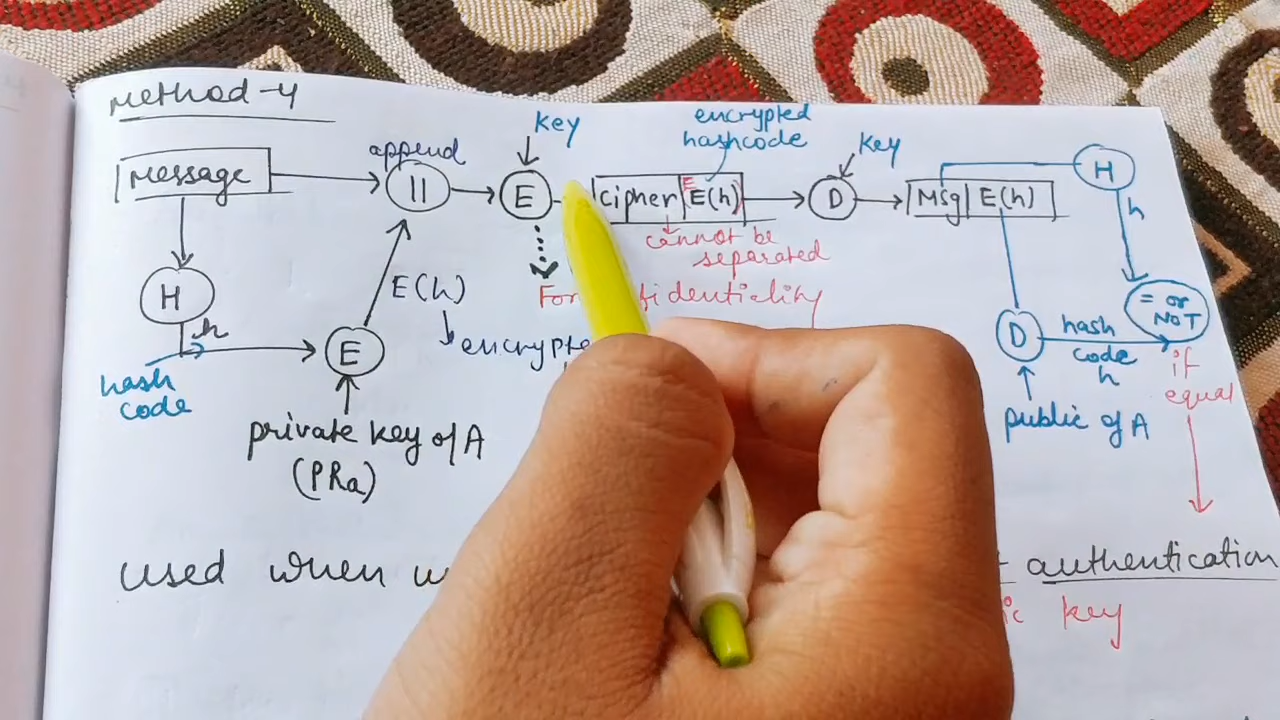 Method-4
Message
append
||
key
E
cipher
E
E(h)
encrypted
hashcode
cannot be
separated
D
key
Msg
E(h)
H
h
= or
NOT
H
h
hash
code
E
E(h)
private key of A
(PRa)
For
D
hash
code
h
public of A
if
equal
used when
authentication
key